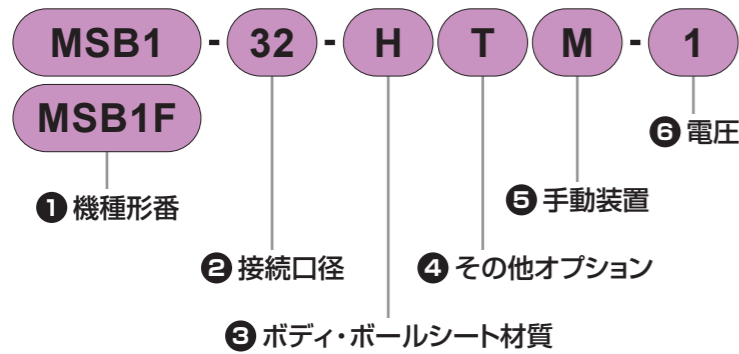 MSB1 - 32 - H T M - 1
MSB1F
❻ 電圧
❶ 機種形番
❺ 手動装置
❷ 接続口径
❹ その他オプション
❸ ボディ・ボールシート材質